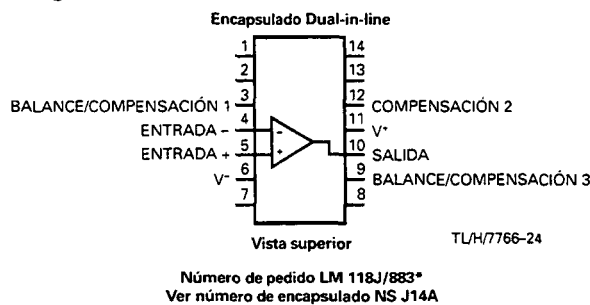 Encapsulado Dual-in-line
1 14
2 13
BALANCE/COMPENSACIÓN 1 3 12 COMPENSACIÓN 2
ENTRADA – 4 - 11 V+
ENTRADA + 5 + 10 SALIDA
V– 6 9 BALANCE/COMPENSACIÓN 3
7 8
Vista superior TL/H/7766–24
Número de pedido LM 118J/883*
Ver número de encapsulado NS J14A